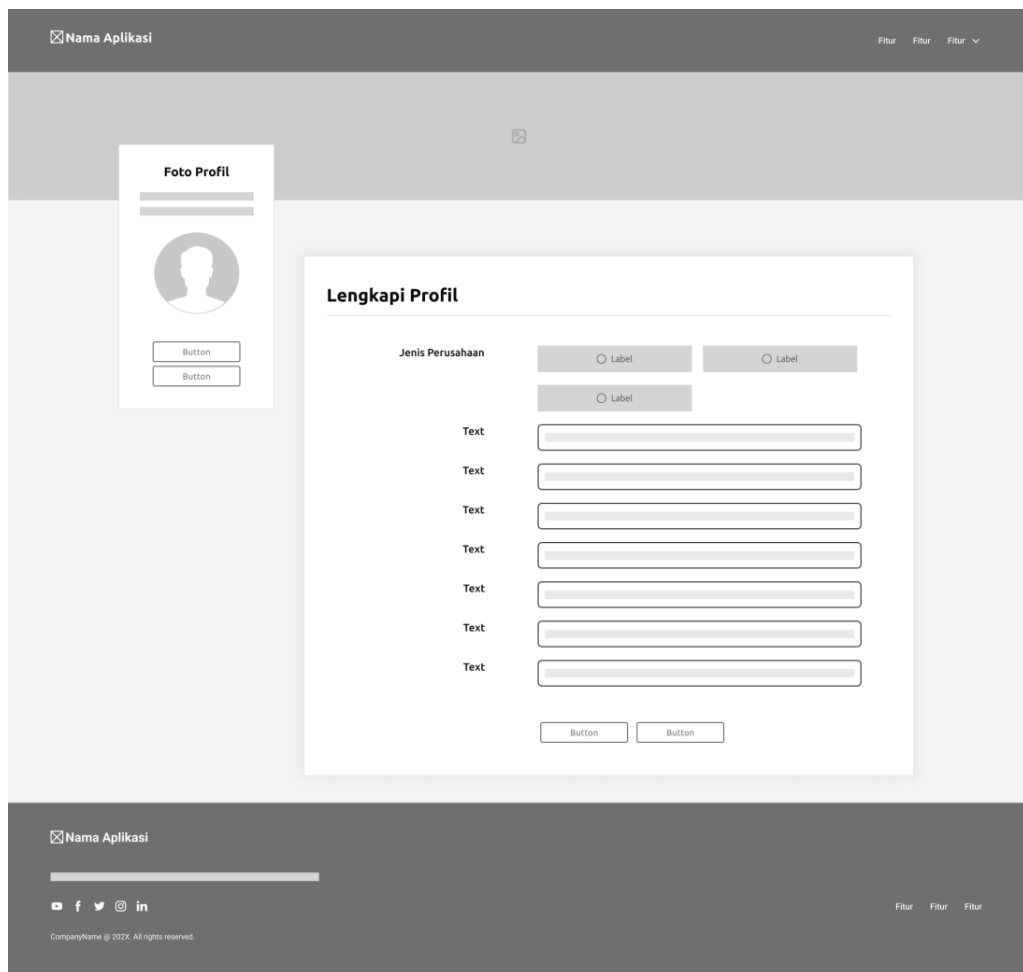 Nama Aplikasi
Fitur Fitur Fitur
Foto Profil
Button
Button
Lengkapi Profil
Jenis Perusahaan
Label Label
Label
Text
Text
Text
Text
Text
Text
Text
Button Button
Nama Aplikasi
Fitur Fitur Fitur
CompanyName @ 202X. All rights reserved.